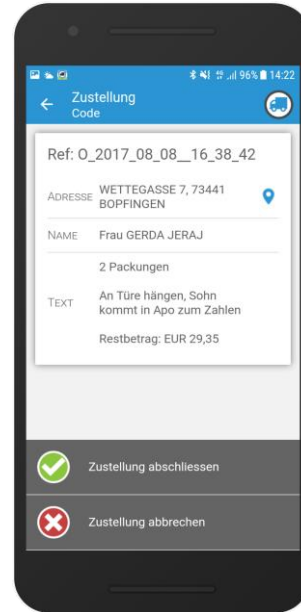 96% 14:22
Zustellung
Code
Ref: O_2017_08_08__16_38_42
ADRESSE WETTEGASSE 7, 73441
BOPFINGEN
NAME Frau GERDA JERAJ
2 Packungen
TEXT An Türe hängen, Sohn
kommt in Apo zum Zahlen
Restbetrag: EUR 29,35
Zustellung abschliessen
Zustellung abbrechen